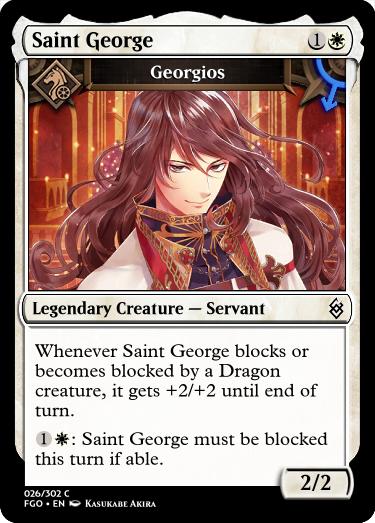 Saint George 1
Georgios
Legendary Creature — Servant
Whenever Saint George blocks or
becomes blocked by a Dragon
creature, it gets +2/+2 until end of
turn.
1 : Saint George must be blocked
this turn if able.
2/2
026/302 C
FGO • EN Kasukabe Akira